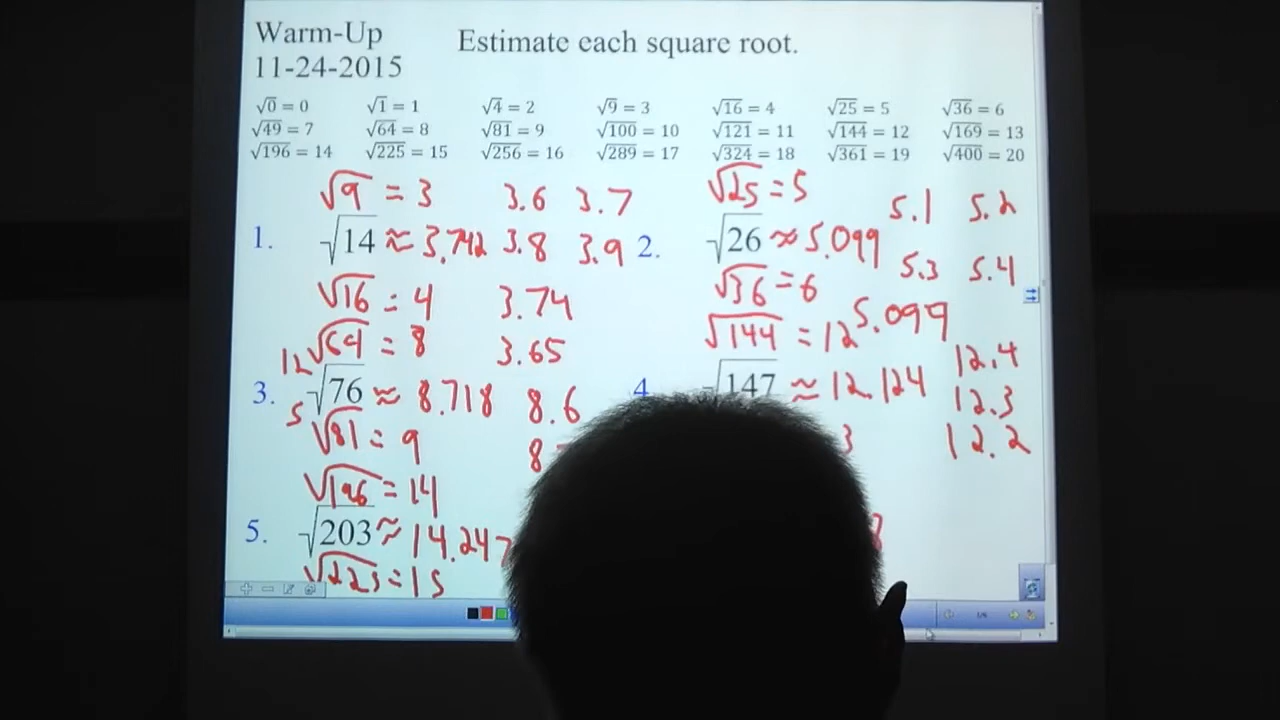 Warm-Up
11-24-2015
Estimate each square root.
√0 = 0 √1 = 1 √4 = 2 √9 = 3 √16 = 4 √25 = 5 √36 = 6
√49 = 7 √64 = 8 √81 = 9 √100 = 10 √121 = 11 √144 = 12 √169 = 13
√196 = 14 √225 = 15 √256 = 16 √289 = 17 √324 = 18 √361 = 19 √400 = 20
√9 = 3 3.6 3.7
1. √14 ≈ 3.742 3.8 3.9
√16 = 4 3.74
3.65
√25 = 5 5.1 5.2
2. √26 ≈ 5.099 5.3 5.4
√36 = 6 5.099
√64 = 8
12
3. √76 ≈ 8.718 8.6
5
√81 = 9
√144 = 12 12.4
4. √147 ≈ 12.124 12.3
12.2
√196 = 14
5. √203 ≈ 14.247
√225 = 15